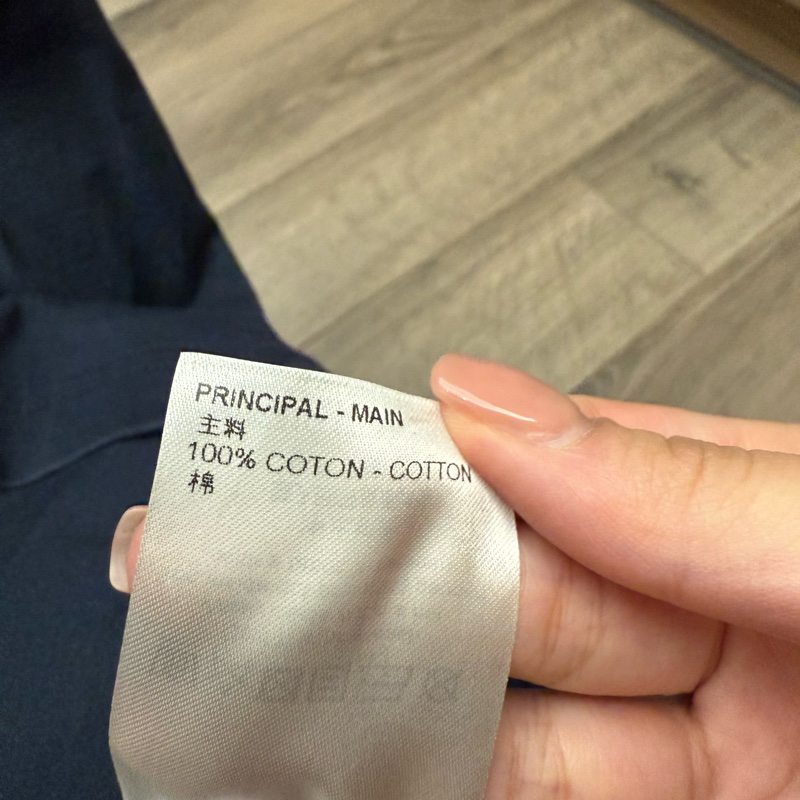 PRINCIPAL - MAIN
主料
100% COTON - COTTON
棉